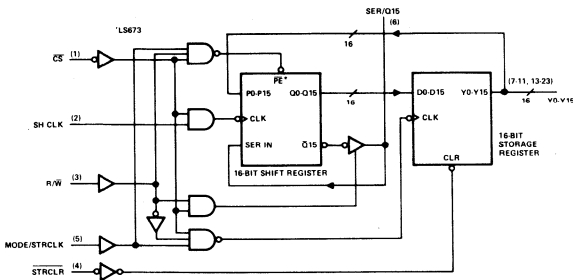 SER/Q15
'LS673
(6)
CS
(1)
16
(7-11, 13-23)
16
Y0-Y15
PE*
P0-P15
Q0-Q15
16
D0-D15
Y0-Y15
SH CLK
(2)
CLK
CLK
SER IN
Q15
16-BIT
STORAGE
REGISTER
16-BIT SHIFT REGISTER
CLR
R/W
(3)
MODE/STRCLK
(5)
STRCLR
(4)